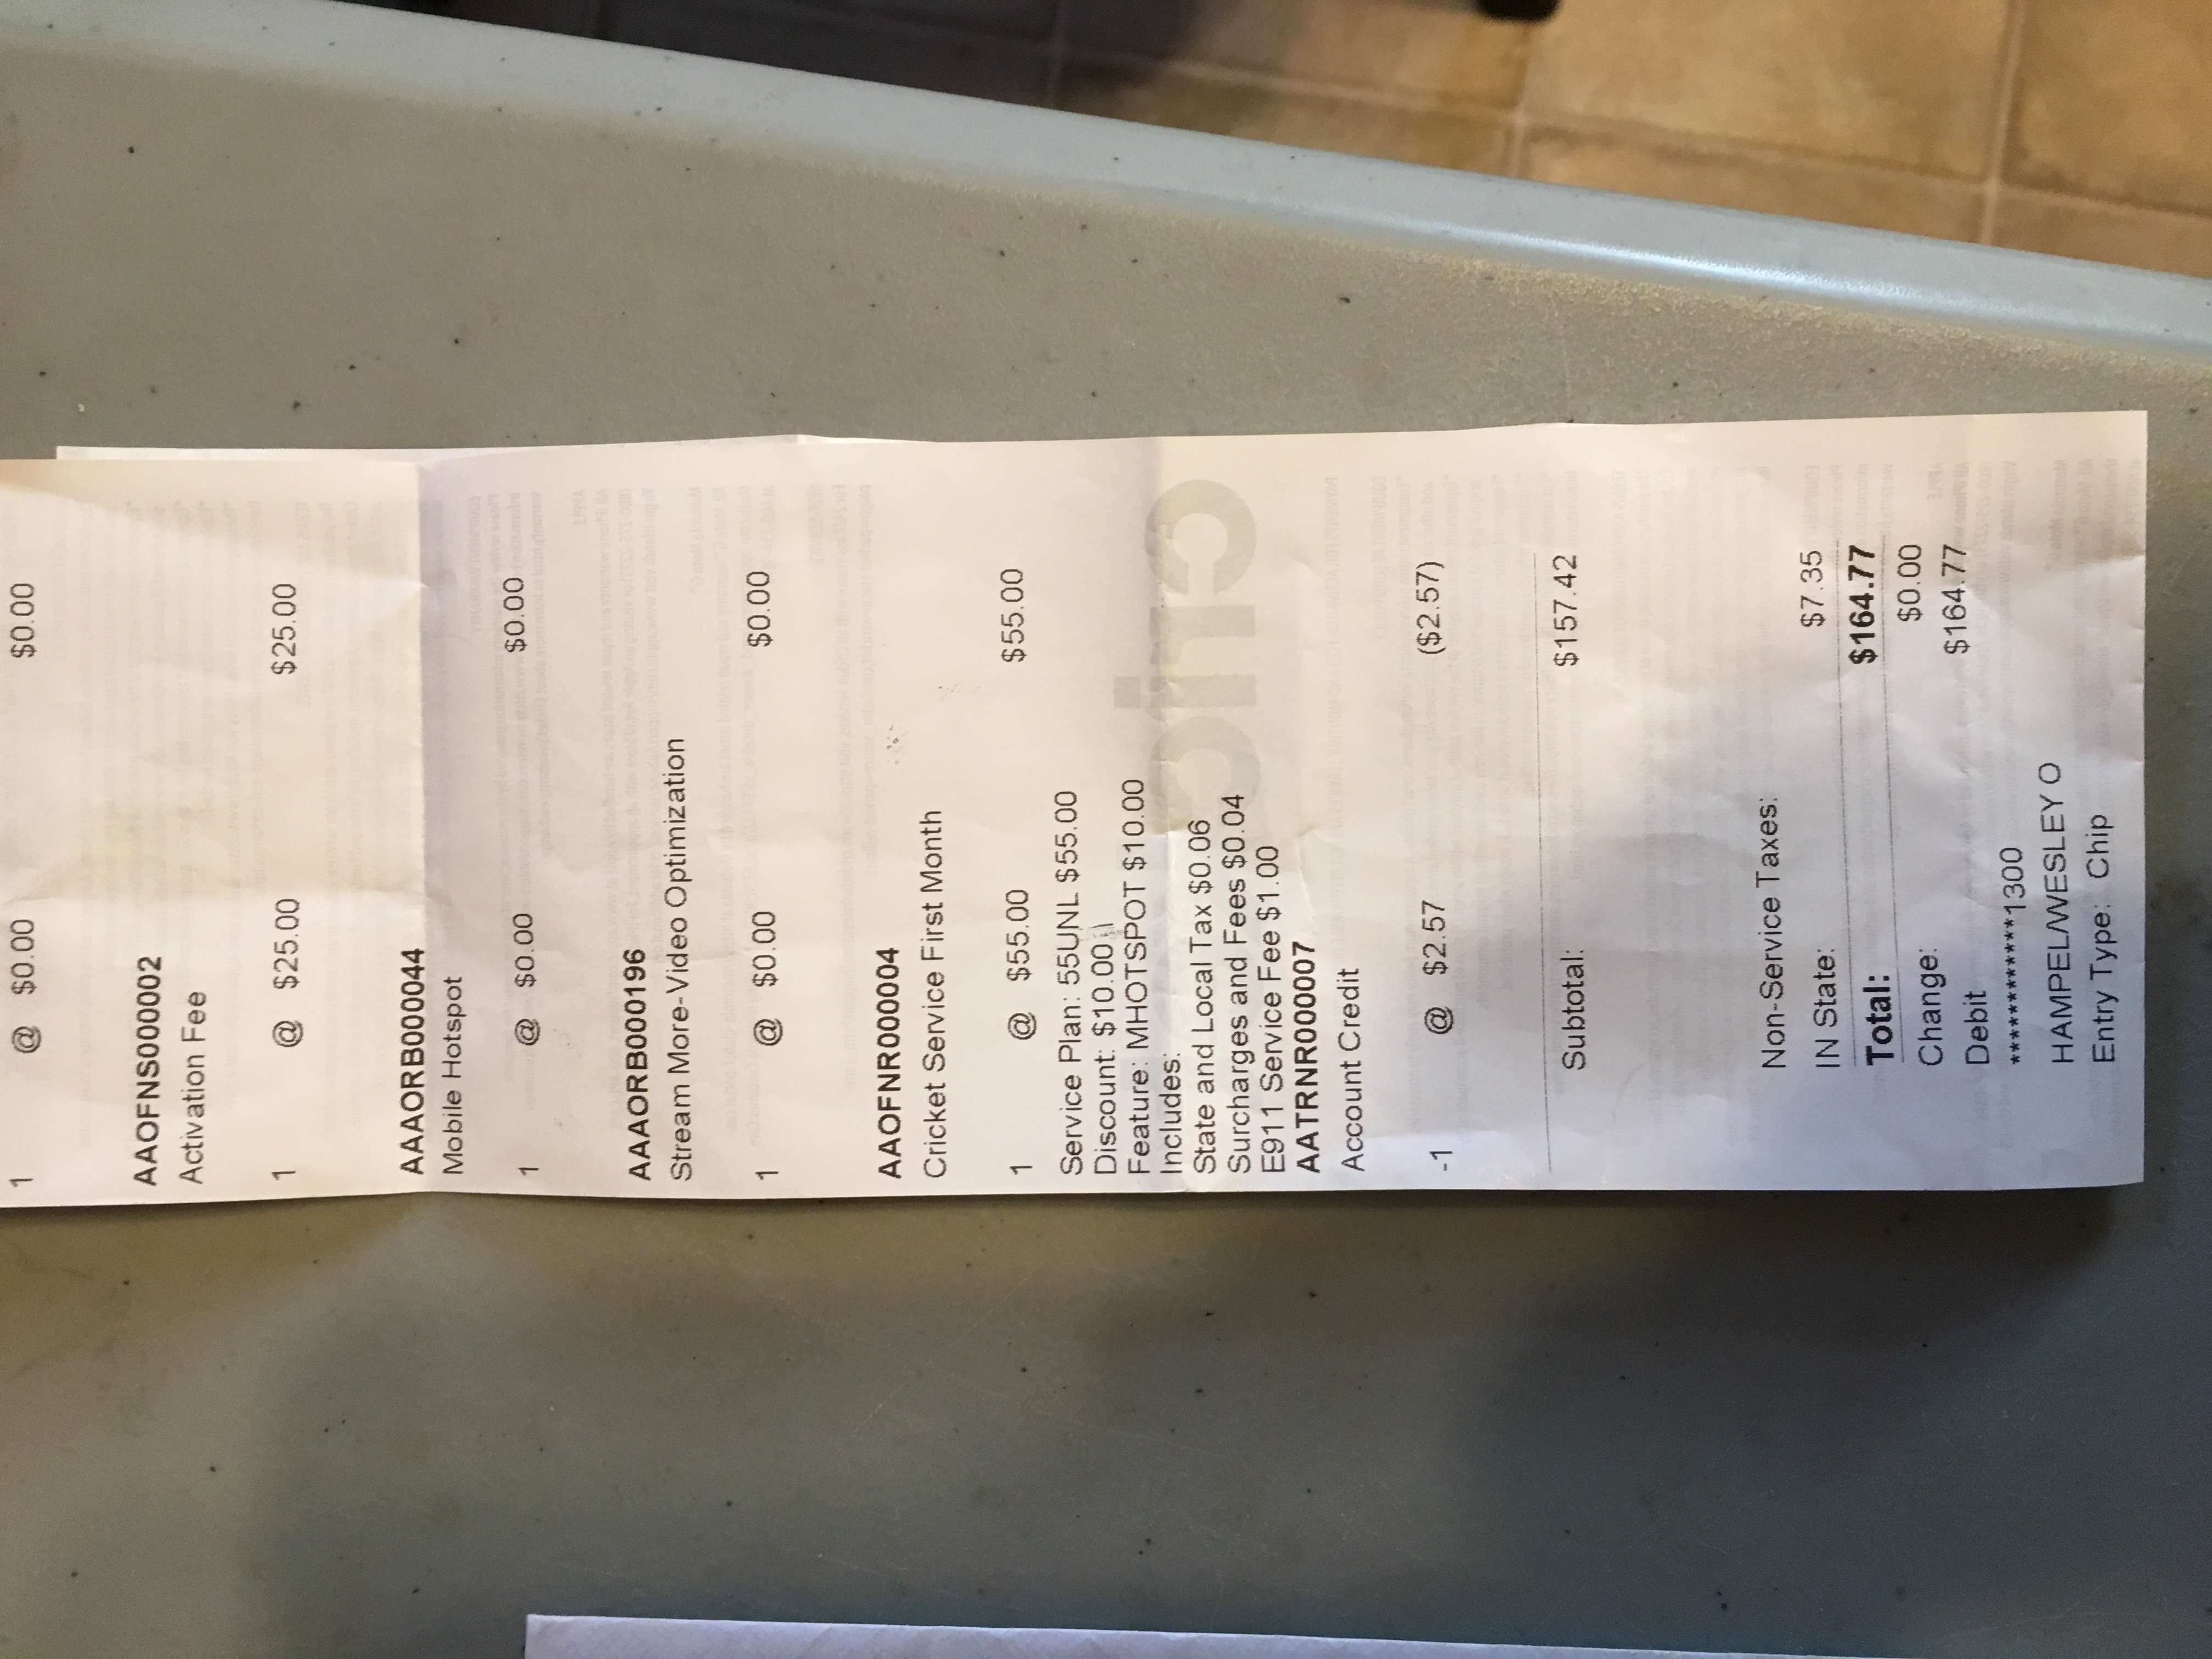 1 @ $0.00 $0.00
AAOFNS000002
Activation Fee
1 @ $25.00 $25.00
AAAORB000044
Mobile Hotspot
1 @ $0.00 $0.00
AAAORB000196
Stream More-Video Optimization
1 @ $0.00 $0.00
AAOFNR000004
Cricket Service First Month
1 @ $55.00 $55.00
Service Plan: 55UNL $55.00
Discount: $10.00
Feature: MHOTSPOT $10.00
Includes:
State and Local Tax $0.06
Surcharges and Fees $0.04
E911 Service Fee $1.00
AATRNR000007
Account Credit
-1 @ $2.57 ($2.57)
Subtotal: $157.42
Non-Service Taxes:
IN State: $7.35
Total: $164.77
Change: $0.00
Debit $164.77
************1300
HAMPEL/WESLEY O
Entry Type: Chip